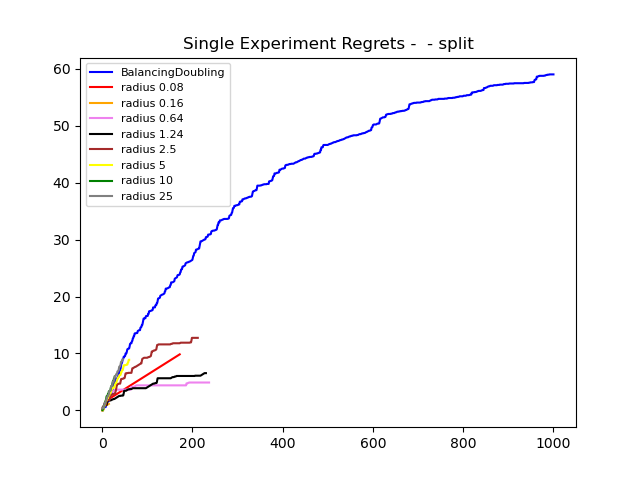 Single Experiment Regrets -  - split
BalancingDoubling
radius 0.08
radius 0.16
radius 0.64
radius 1.24
radius 2.5
radius 5
radius 10
radius 25
60
50
40
30
20
10
0
0 200 400 600 800 1000